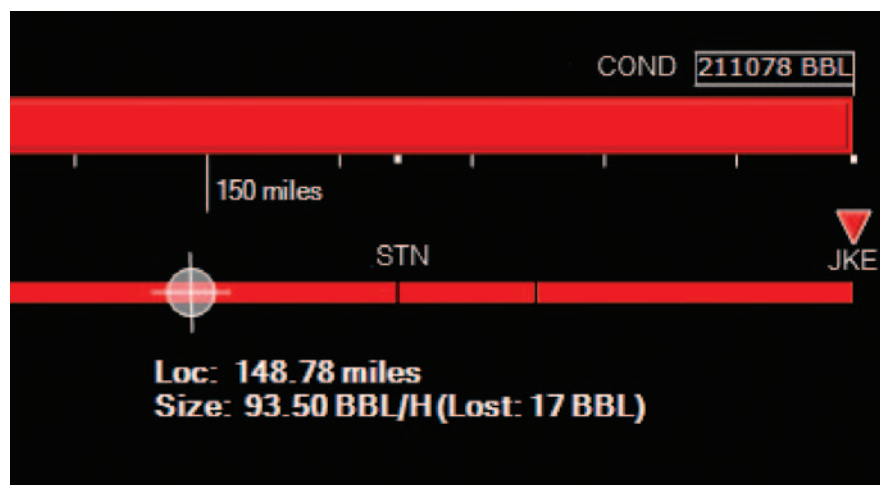 COND 211078 BBL
150 miles
STN
JKE
Loc: 148.78 miles
Size: 93.50 BBL/H (Lost: 17 BBL)